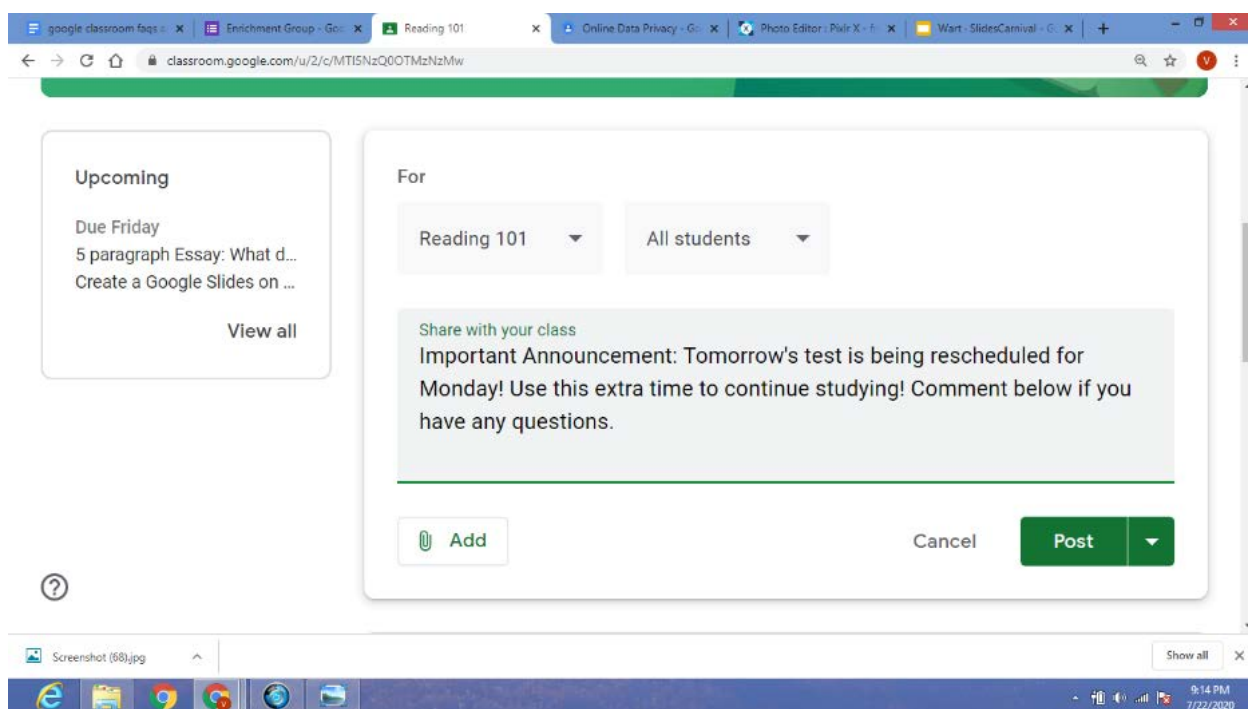 google classroom faqs
Enrichment Group - Goo
Reading 101
Online Data Privacy - Go
Photo Editor : Pixlr X - f
Wart - SlidesCarnival - G
classroom.google.com/u/2/c/MTI5NzQ0OTMzNzMw
V
Upcoming
Due Friday
5 paragraph Essay: What d...
Create a Google Slides on ...
View all
For
Reading 101
All students
Share with your class
Important Announcement: Tomorrow's test is being rescheduled for
Monday! Use this extra time to continue studying! Comment below if you
have any questions.
Add
Cancel
Post
Screenshot (68).jpg
Show all
9:14 PM
7/22/2020